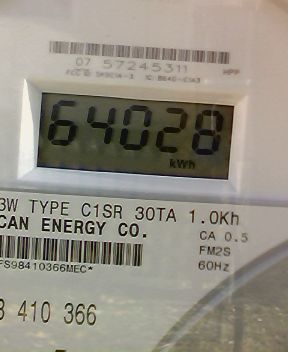 07 57245311
HPP
64028
kWh
3W TYPE C1SR 30TA 1.0Kh
CAN ENERGY CO.
CA 0.5
FM2S
60Hz
FS98410366MEC*
3 410 366